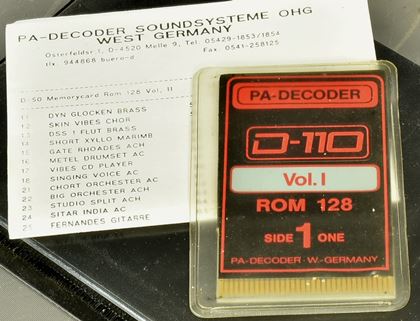 PA-DECODER SOUNDSYSTEME OHG
WEST GERMANY
Osterfeldstr.1, D-4520 Melle 9, Tel. 05429-1853/1854
tlx 944868 buero-d Fax. 0541-258125
D 50 Memorycard Rom 128 Vol. II
11 DYN GLOCKEN BRASS
12 SKIN VIBES CHOR
13 DSS 1 FLUT BRASS
14 SHORT XYLLO MARIMB
15 GATE RHOADES ACH
16 METEL DRUMSET AC
17 VIBES CD PLAYER
18 SINGING VOICE AC
21 CHORT ORCHESTER AC
22 BIG ORCHESTER AC
23 STUDIO SPLIT ACH
24 SITAR INDIA AC
25 FERNANDES GITARRE
PA-DECODER
D-110
Vol. I
ROM 128
SIDE 1 ONE
PA-DECODER · W.-GERMANY